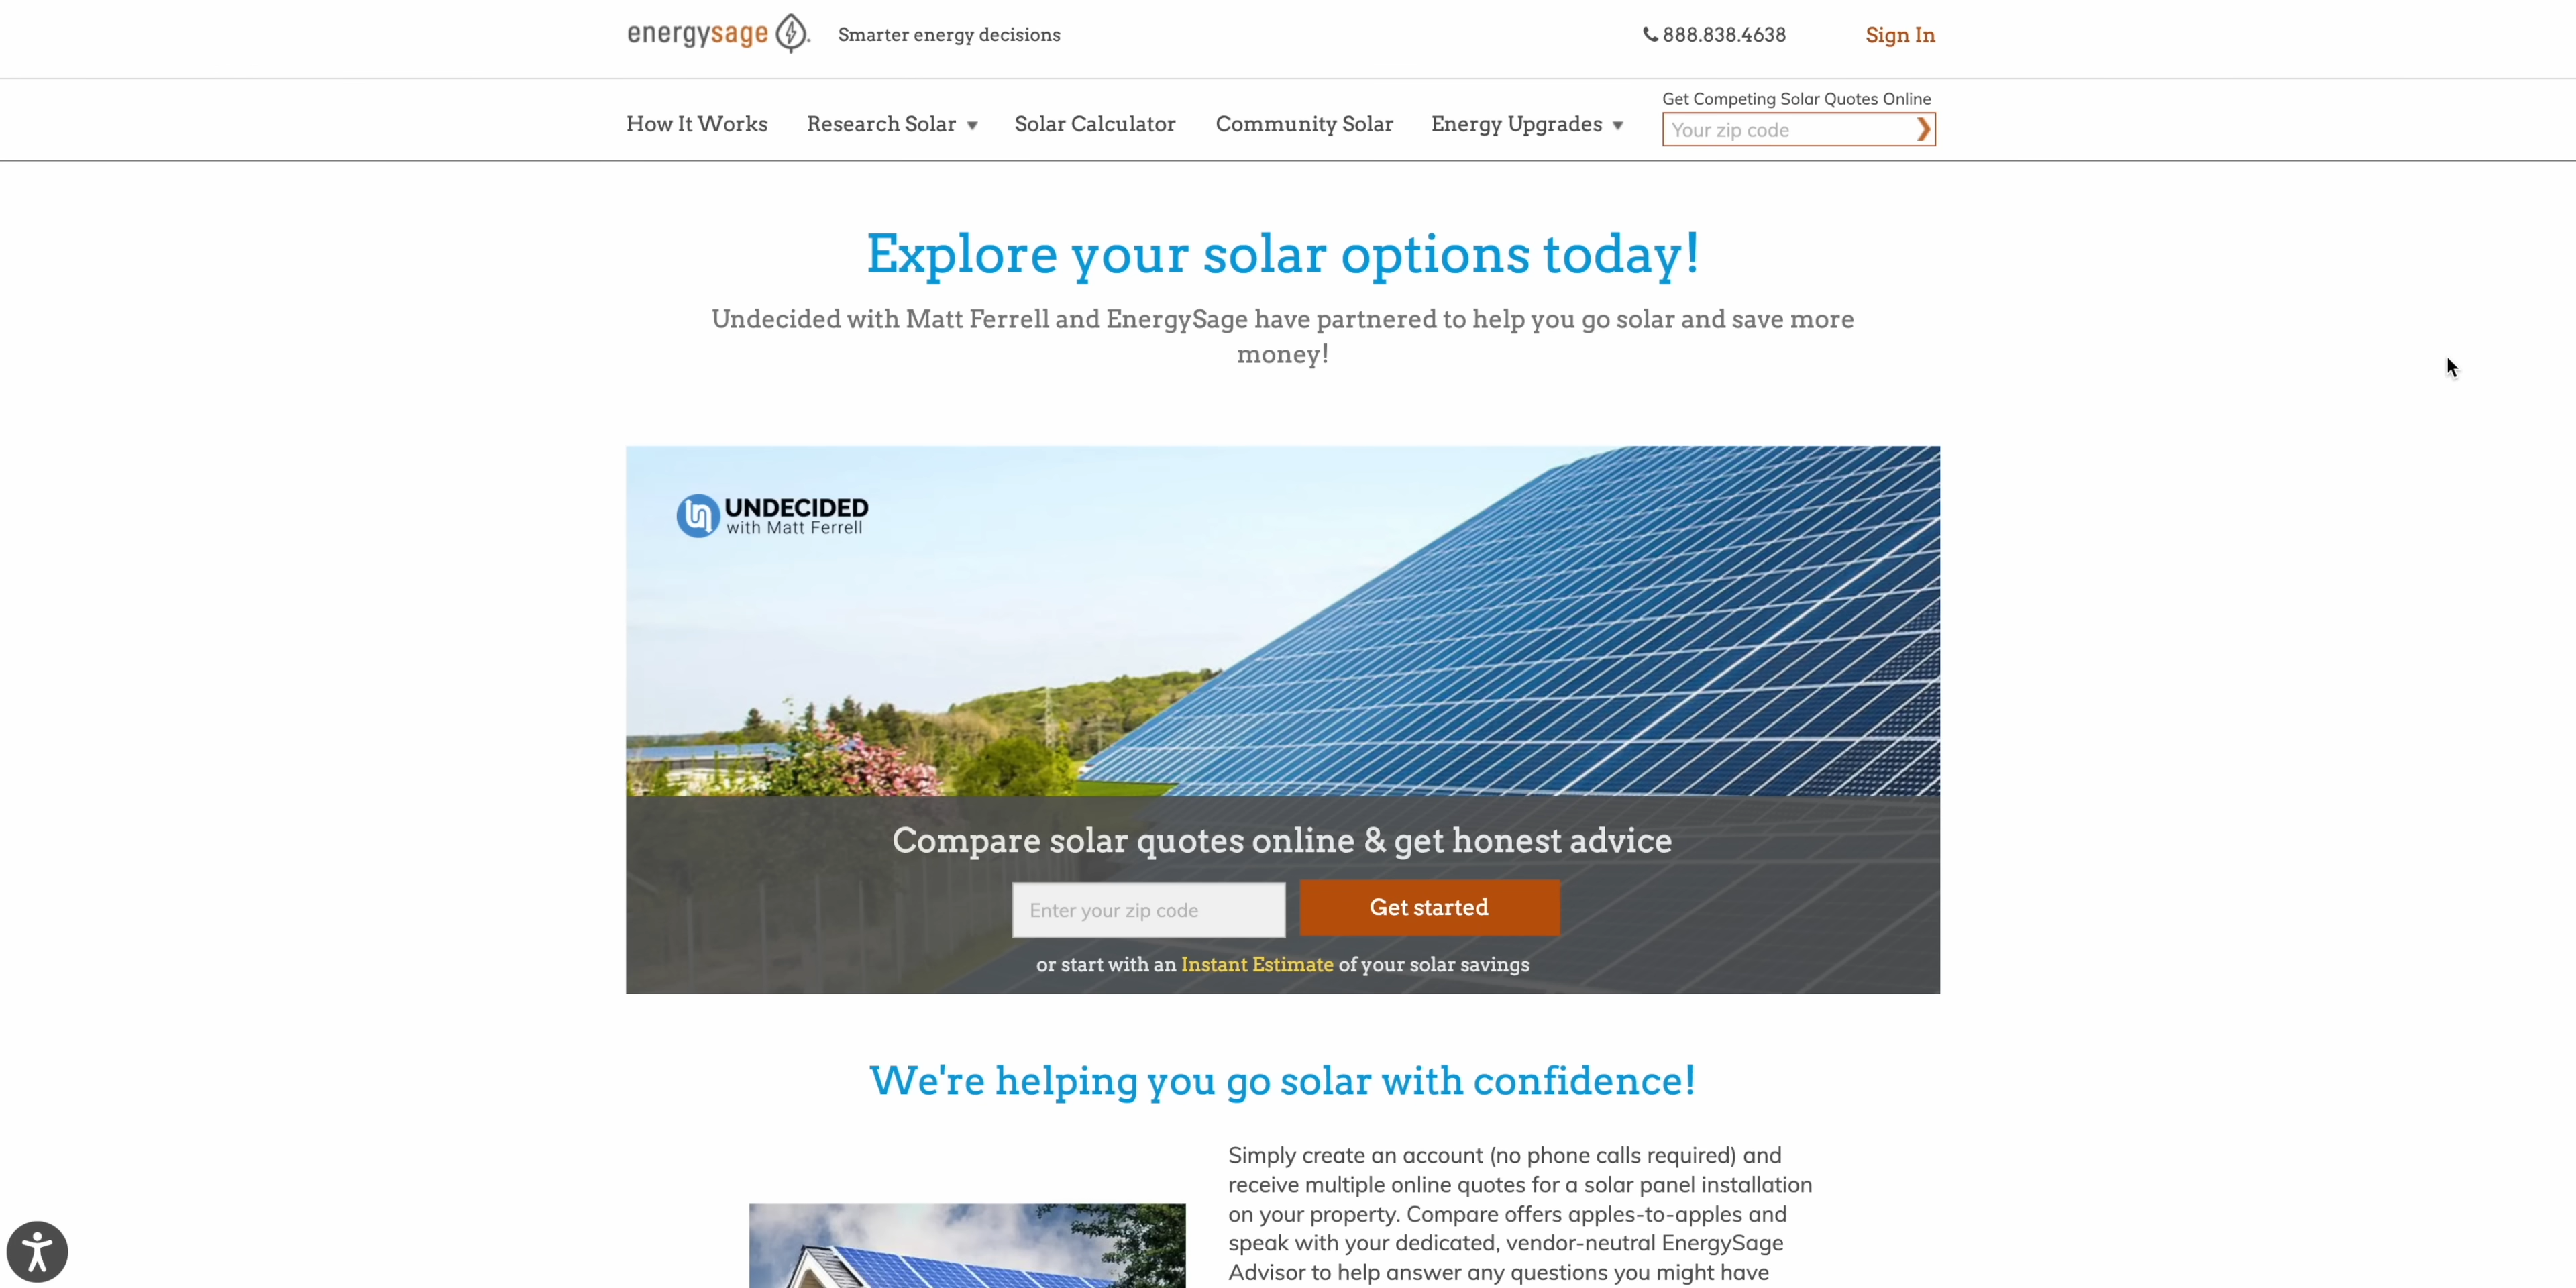 energysage
Smarter energy decisions
888.838.4638
Sign In
How It Works
Research Solar
Solar Calculator
Community Solar
Energy Upgrades
Get Competing Solar Quotes Online
Your zip code
Explore your solar options today!
Undecided with Matt Ferrell and EnergySage have partnered to help you go solar and save more
money!
UNDECIDED
with Matt Ferrell
Compare solar quotes online & get honest advice
Enter your zip code
Get started
or start with an Instant Estimate of your solar savings
We're helping you go solar with confidence!
Simply create an account (no phone calls required) and
receive multiple online quotes for a solar panel installation
on your property. Compare offers apples-to-apples and
speak with your dedicated, vendor-neutral EnergySage
Advisor to help answer any questions you might have